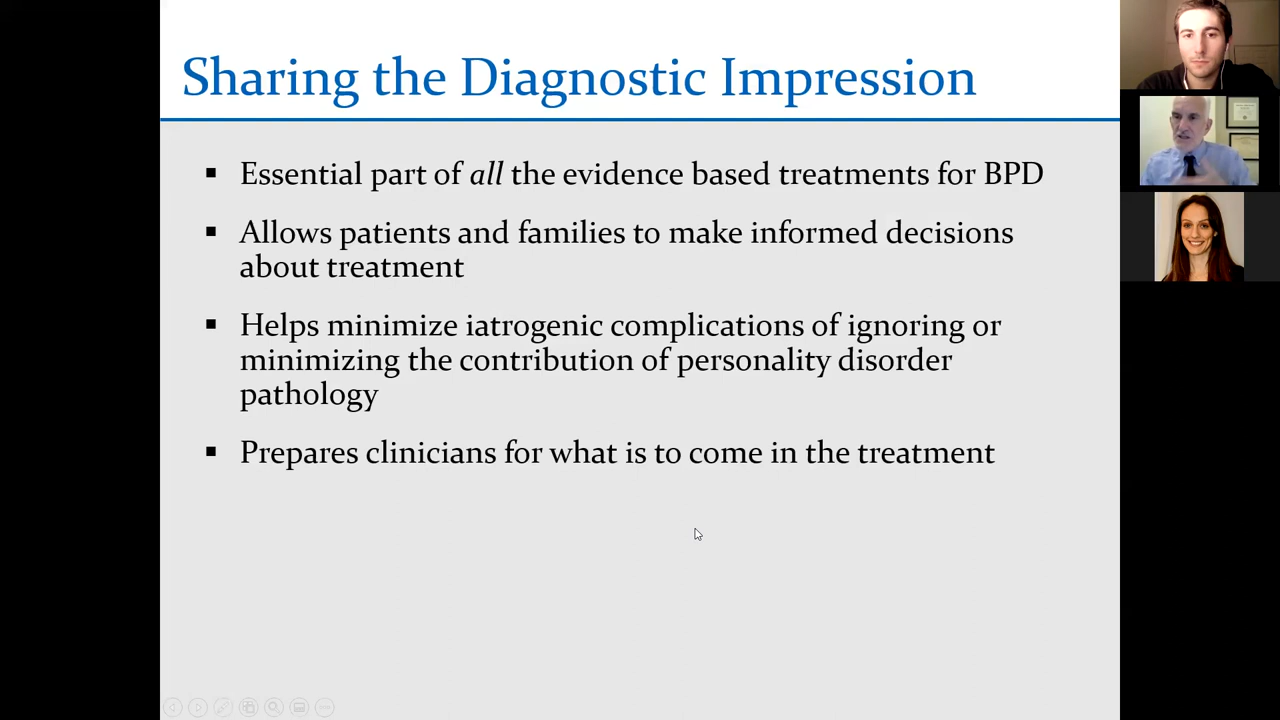 Sharing the Diagnostic Impression
▪ Essential part of all the evidence based treatments for BPD
▪ Allows patients and families to make informed decisions
about treatment
▪ Helps minimize iatrogenic complications of ignoring or
minimizing the contribution of personality disorder
pathology
▪ Prepares clinicians for what is to come in the treatment